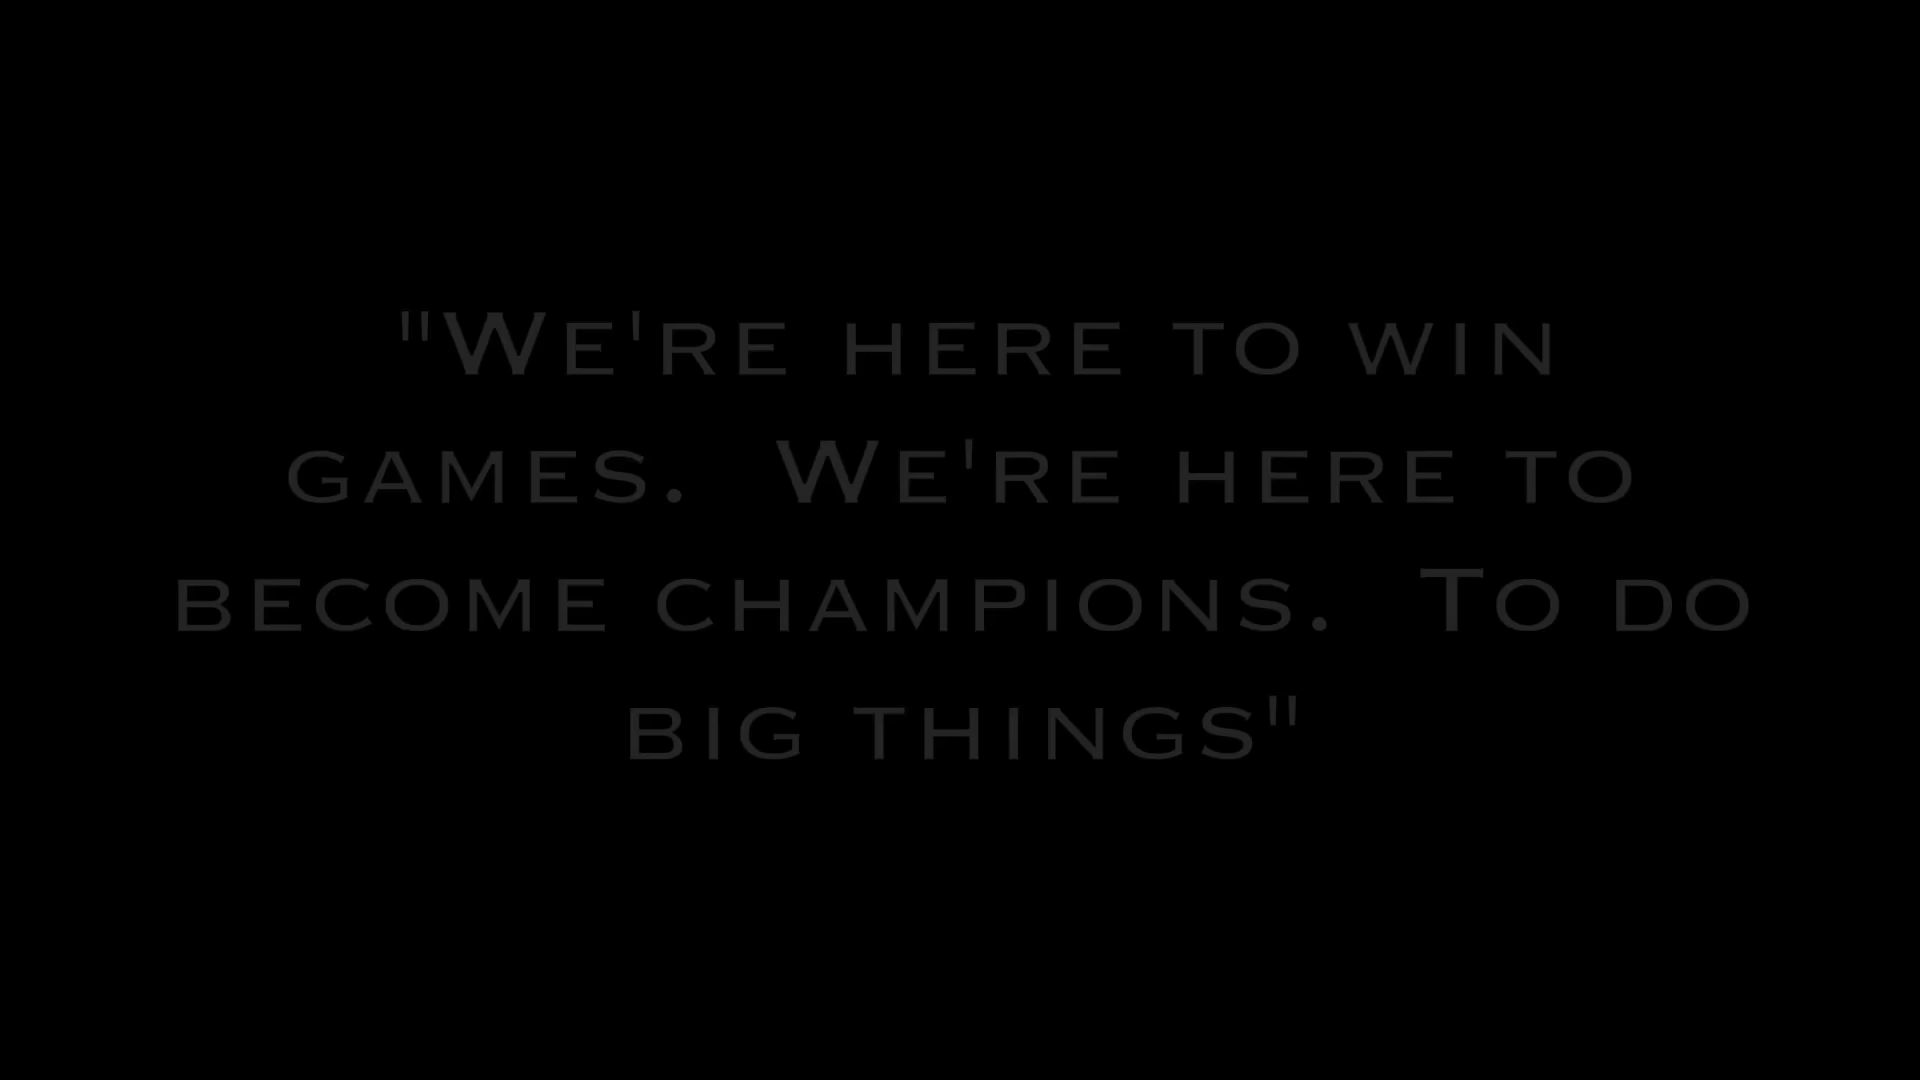 "We're here to win
games.  We're here to
become champions.  To do
big things"